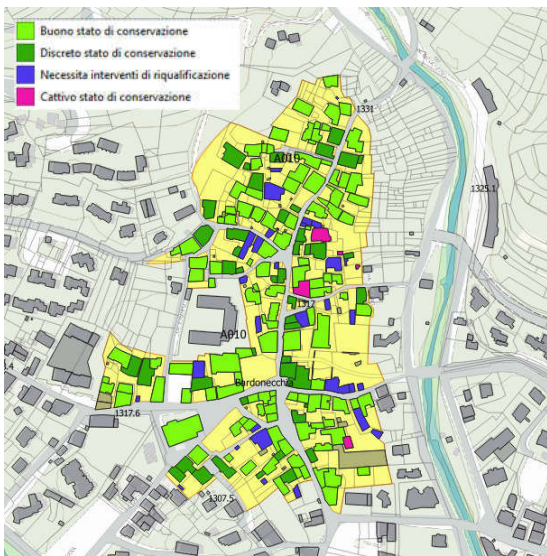 Buono stato di conservazione
Discreto stato di conservazione
Necessita interventi di riqualificazione
Cattivo stato di conservazione
1331
A010
1325.1
1312
A010
Bardonecchia
1317.6
1307.5